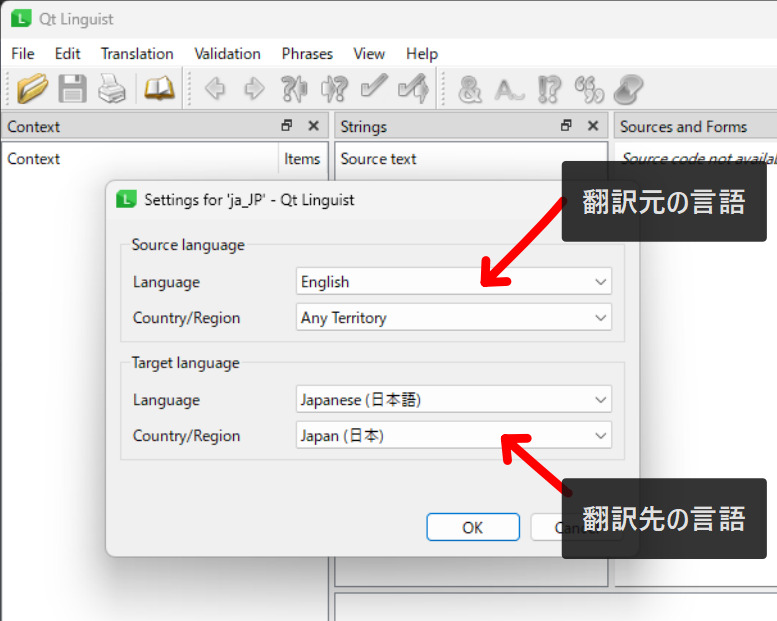 Qt Linguist
File Edit Translation Validation Phrases View Help
Context
Strings
Sources and Forms
Context Items
Source text
Source code not availa
翻訳元の言語
Settings for 'ja_JP' - Qt Linguist
Source language
Language English
Country/Region Any Territory
Target language
Language Japanese (日本語)
Country/Region Japan (日本)
翻訳先の言語
OK